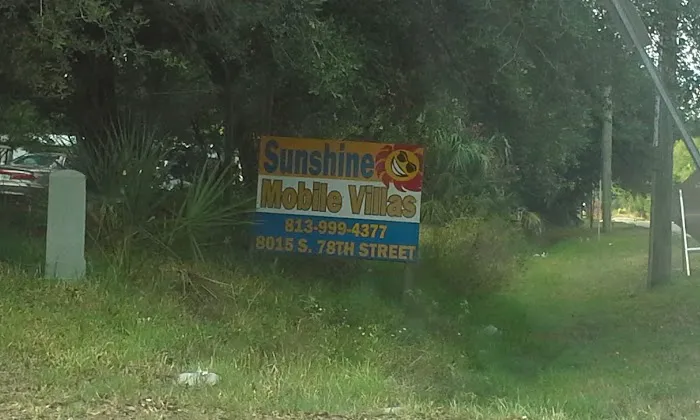 Sunshine
Mobile Villas
813-999-4377
8015 S. 78TH STREET